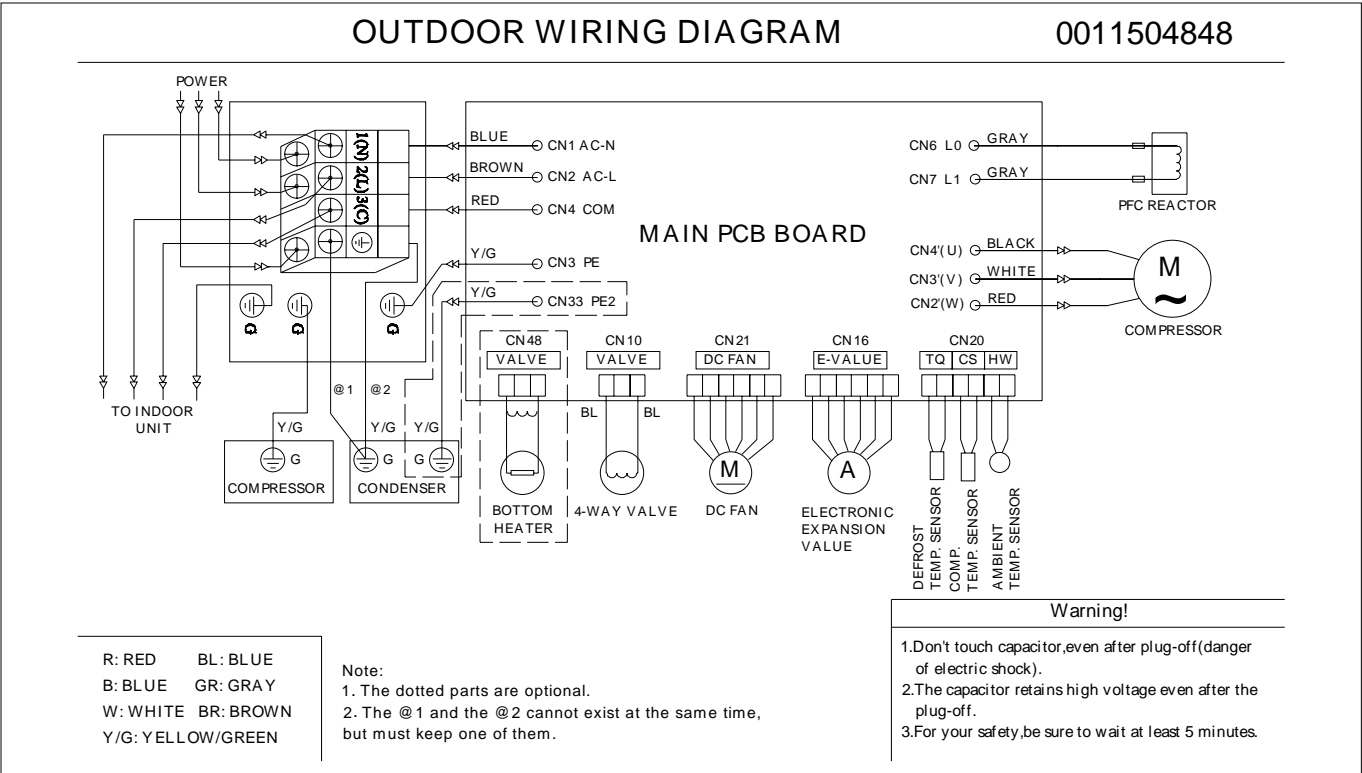 OUTDOOR WIRING DIAGRAM
0011504848
POWER
1(N) 2(L) 3(C)
BLUE
CN1 AC-N
BROWN
CN2 AC-L
RED
CN4 COM
Y/G
CN3 PE
Y/G
CN33 PE2
MAIN PCB BOARD
CN6 L0
GRAY
CN7 L1
GRAY
PFC REACTOR
CN4'(U)
BLACK
CN3'(V)
WHITE
CN2'(W)
RED
M
~
COMPRESSOR
G
G
G
CN48
VALVE
CN10
VALVE
CN21
DC FAN
CN16
E-VALUE
CN20
TQ CS HW
@1 @2
TO INDOOR
UNIT
BL BL
Y/G
Y/G
Y/G
G
G
G
COMPRESSOR
CONDENSER
M
A
BOTTOM
HEATER
4-WAY VALVE
DC FAN
ELECTRONIC
EXPANSION
VALUE
DEFROST
TEMP. SENSOR
COMP.
TEMP. SENSOR
AMBIENT
TEMP. SENSOR
R: RED BL: BLUE
B: BLUE GR: GRAY
W: WHITE BR: BROWN
Y/G: YELLOW/GREEN
Note:
1. The dotted parts are optional.
2. The @1 and the @2 cannot exist at the same time,
but must keep one of them.
Warning!
1.Don't touch capacitor,even after plug-off(danger
of electric shock).
2.The capacitor retains high voltage even after the
plug-off.
3.For your safety,be sure to wait at least 5 minutes.